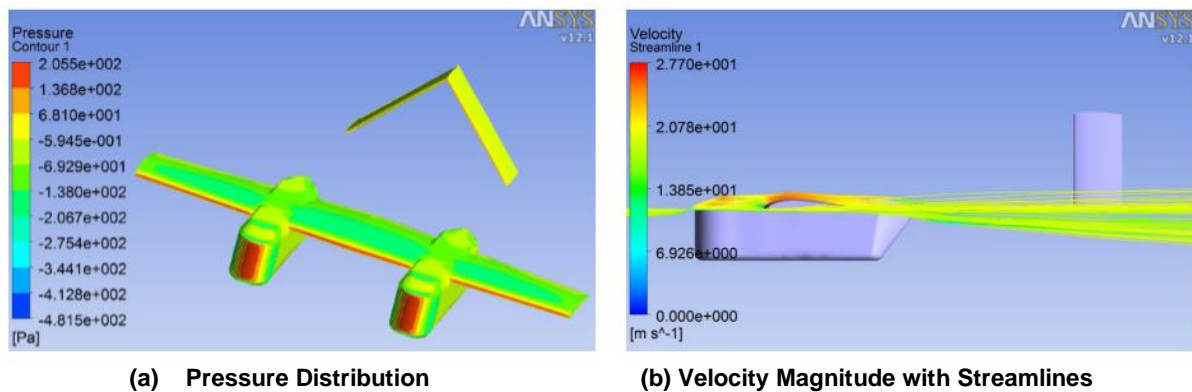 ANSYS
v12.1
Pressure
Contour 1
2.055e+002
1.368e+002
6.810e+001
-5.945e-001
-6.929e+001
-1.380e+002
-2.067e+002
-2.754e+002
-3.441e+002
-4.128e+002
-4.815e+002
[Pa]
ANSYS
v12.1
Velocity
Streamline 1
2.770e+001
2.078e+001
1.385e+001
6.926e+000
0.000e+000
[m s^-1]
(a) Pressure Distribution
(b) Velocity Magnitude with Streamlines